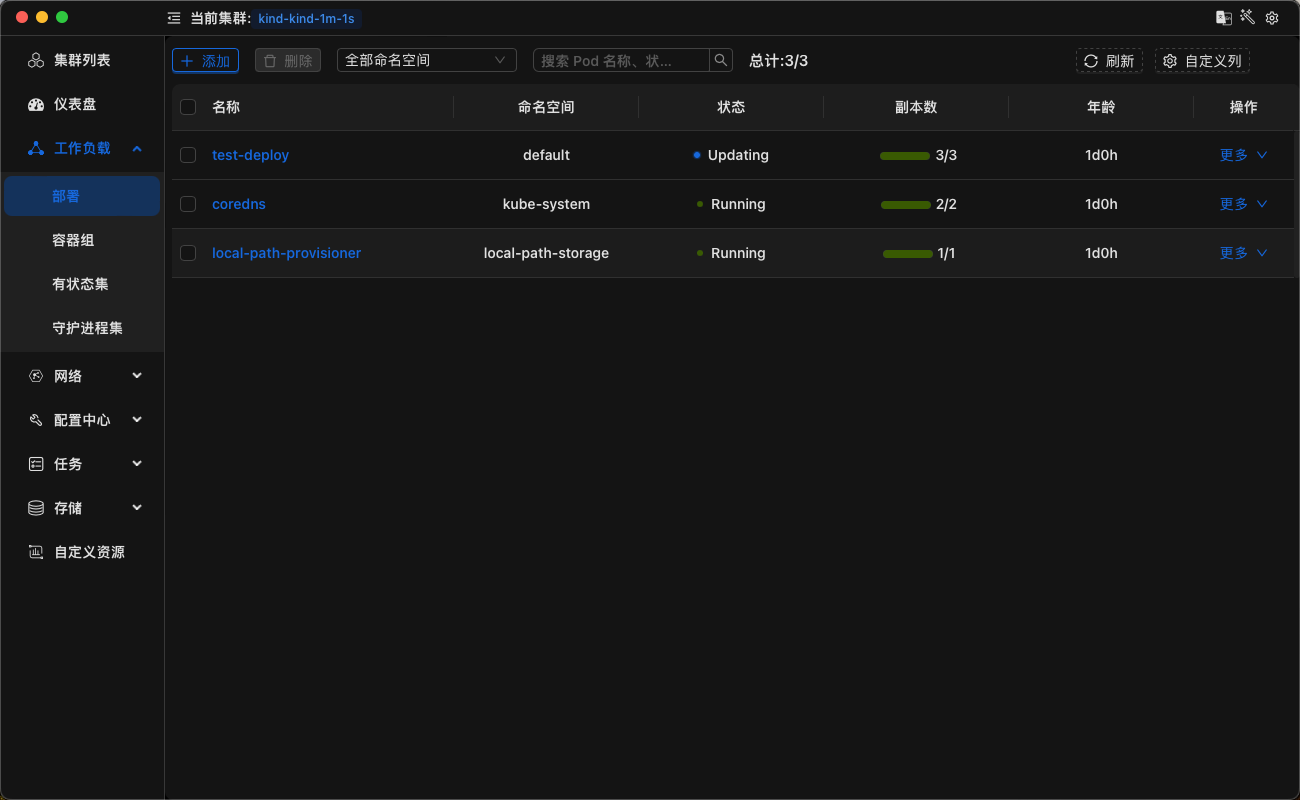 当前集群: kind-kind-1m-1s
集群列表
仪表盘
工作负载
部署
容器组
有状态集
守护进程集
网络
配置中心
任务
存储
自定义资源
添加 删除 全部命名空间 搜索 Pod 名称、状... 总计:3/3 刷新 自定义列
名称 命名空间 状态 副本数 年龄 操作
test-deploy default Updating 3/3 1d0h 更多
coredns kube-system Running 2/2 1d0h 更多
local-path-provisioner local-path-storage Running 1/1 1d0h 更多